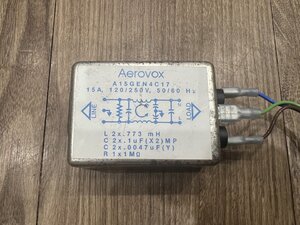 Aerovox
A15GEN4C17
15A, 120/250V, 50/60 Hz
LINE
LOAD
L 2x.773 mH
C 2x.1uF(X2)MP
C 2x.0047uF(Y)
R 1x1MΩ